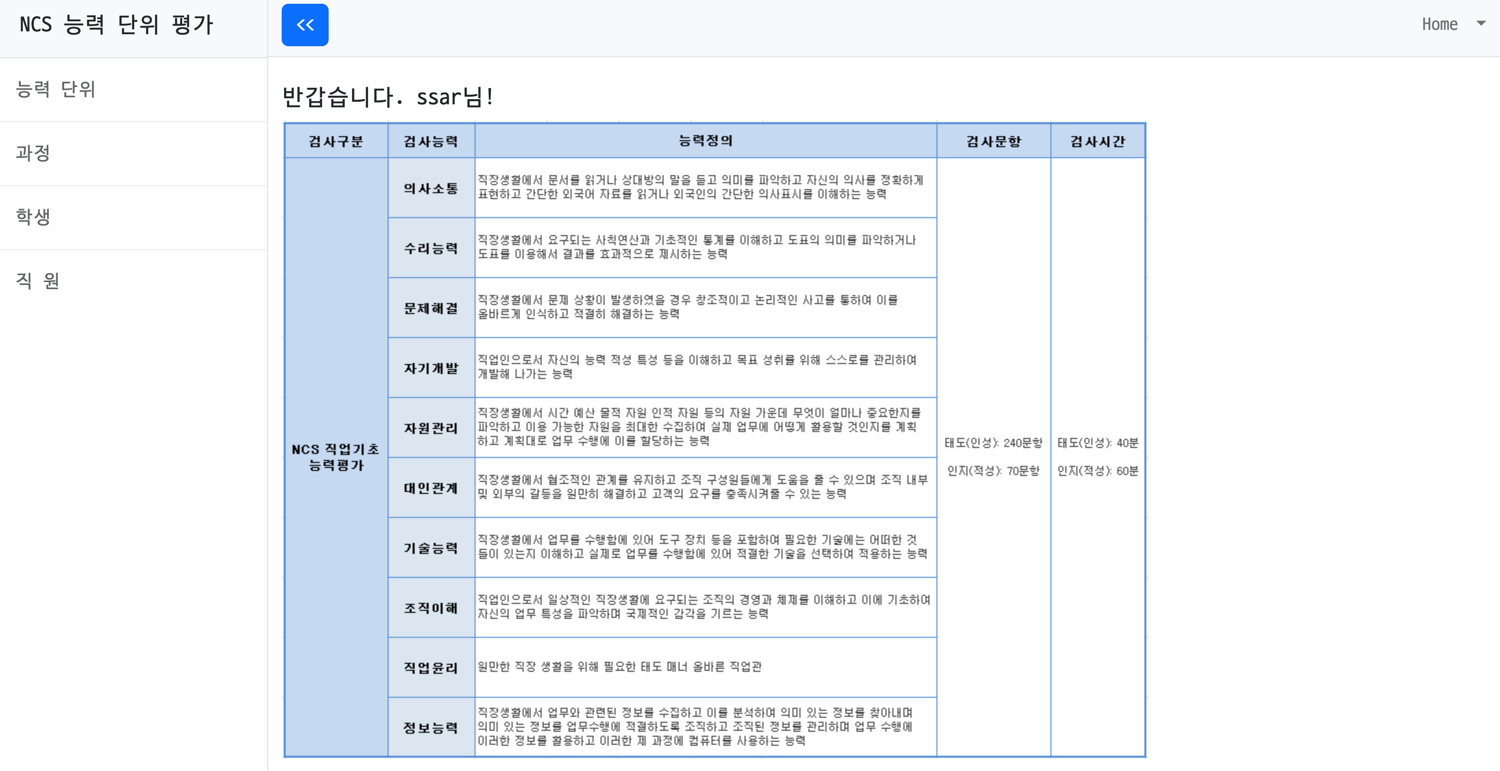 NCS 능력 단위 평가
<<
Home
능력 단위
과정
학생
직 원
반갑습니다. ssar님!
검사구분 검사능력 능력정의 검사문항 검사시간
NCS 직업기초
능력평가
의사소통
직장생활에서 문서를 읽거나 상대방의 말을 듣고 의미를 파악하고 자신의 의사를 정확하게
표현하고 간단한 외국어 자료를 읽거나 외국인의 간단한 의사표시를 이해하는 능력
수리능력
직장생활에서 요구되는 사칙연산과 기초적인 통계를 이해하고 도표의 의미를 파악하거나
도표를 이용해서 결과를 효과적으로 제시하는 능력
문제해결
직장생활에서 문제 상황이 발생하였을 경우 창조적이고 논리적인 사고를 통하여 이를
올바르게 인식하고 적결히 해결하는 능력
자기개발
직업인으로서 자신의 능력 적성 특성 등을 이해하고 목표 성취를 위해 스스로를 관리하여
개발해 나가는 능력
자원관리
직장생활에서 시간 예산 물적 자원 인적 자원 등의 자원 가운데 무엇이 얼마나 중요한지를
파악하고 이용 가능한 자원을 최대한 수집하여 실제 업무에 어떻게 활용할 것인지를 계획
하고 계획대로 업무 수행에 이를 할당하는 능력
대인관계
직장생활에서 협조적인 관계를 유지하고 조직 구성원들에게 도움을 줄 수 있으며 조직 내부
및 외부의 갈등을 원만히 해결하고 고객의 요구를 충족시켜줄 수 있는 능력
기술능력
직장생활에서 업무를 수행함에 있어 도구 장치 등을 포함하여 필요한 기술에는 어떠한 것
들이 있는지 이해하고 실제로 업무를 수행함에 있어 적결한 기술을 선택하여 적용하는 능력
조직이해
직업인으로서 일상적인 직장생활에 요구되는 조직의 경영과 체제를 이해하고 이에 기초하여
자신의 업무 특성을 파악하며 국제적인 감각을 기르는 능력
직업윤리
원만한 직장 생활을 위해 필요한 태도 매너 올바른 직업관
정보능력
직장생활에서 업무와 관련된 정보를 수집하고 이를 분석하여 의미 있는 정보를 찾아내며
의미 있는 정보를 업무수행에 적결하도록 조직하고 조직된 정보를 관리하며 업무 수행에
이러한 정보를 활용하고 이러한 제 과정에 컴퓨터를 사용하는 능력
태도(인성): 240문항
인지(적성): 70문항
태도(인성): 40분
인지(적성): 60분